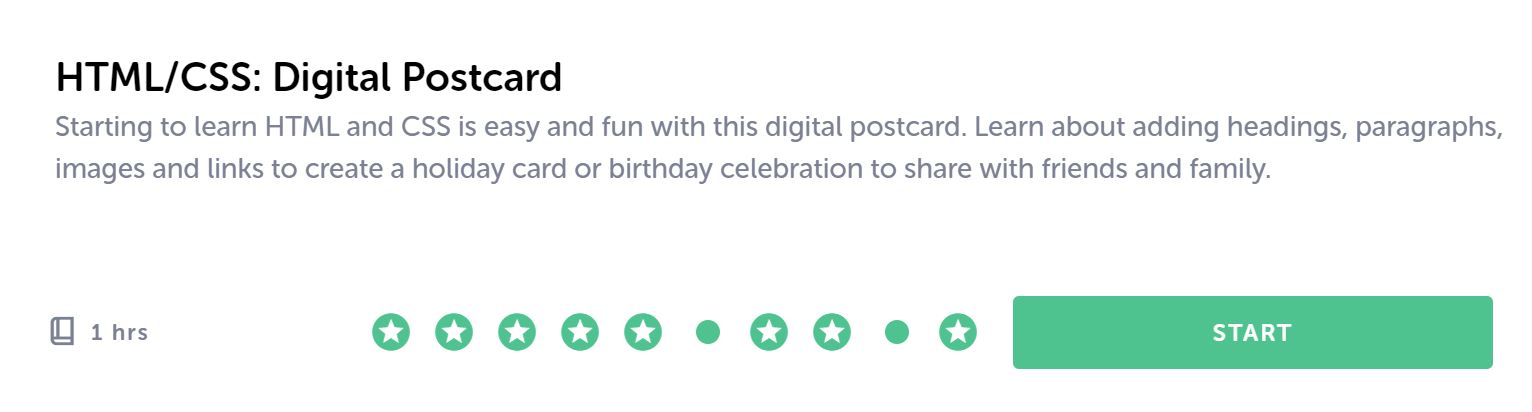 HTML/CSS: Digital Postcard
Starting to learn HTML and CSS is easy and fun with this digital postcard. Learn about adding headings, paragraphs,
images and links to create a holiday card or birthday celebration to share with friends and family.
1 hrs
START